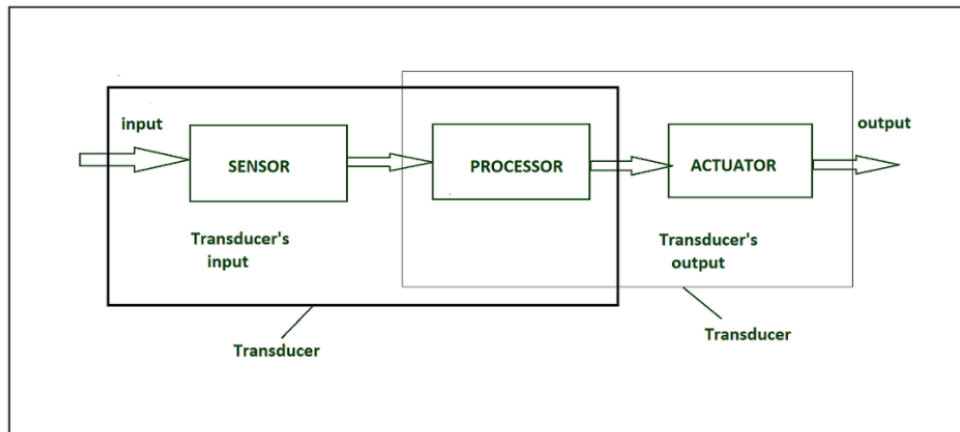 input
output
SENSOR
PROCESSOR
ACTUATOR
Transducer's
input
Transducer's
output
Transducer
Transducer